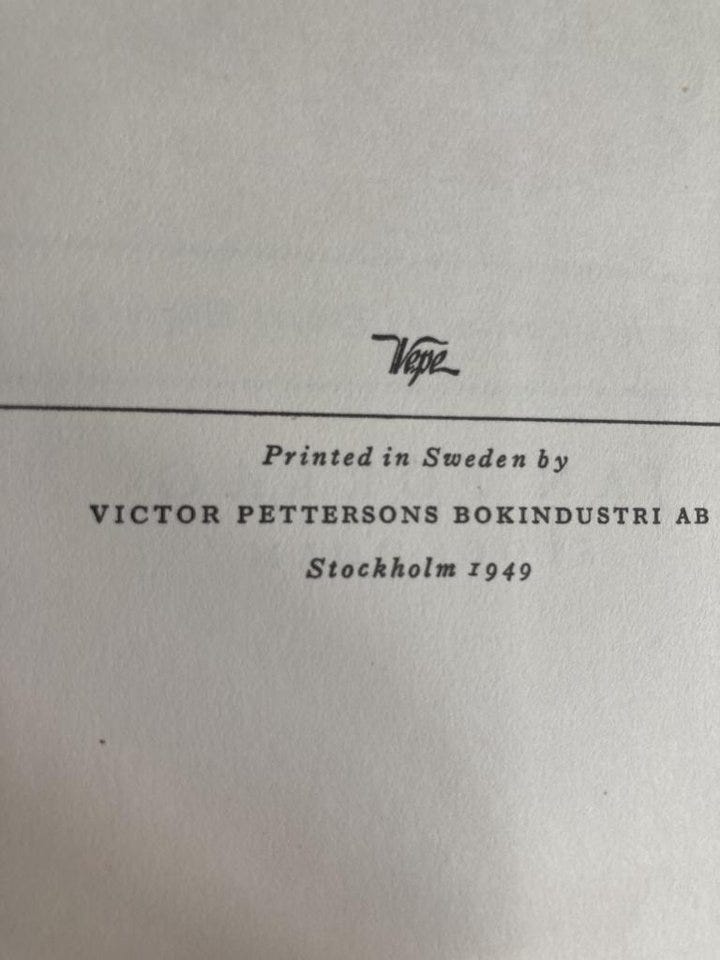 Vepe
Printed in Sweden by
VICTOR PETTERSONS BOKINDUSTRI AB
Stockholm 1949